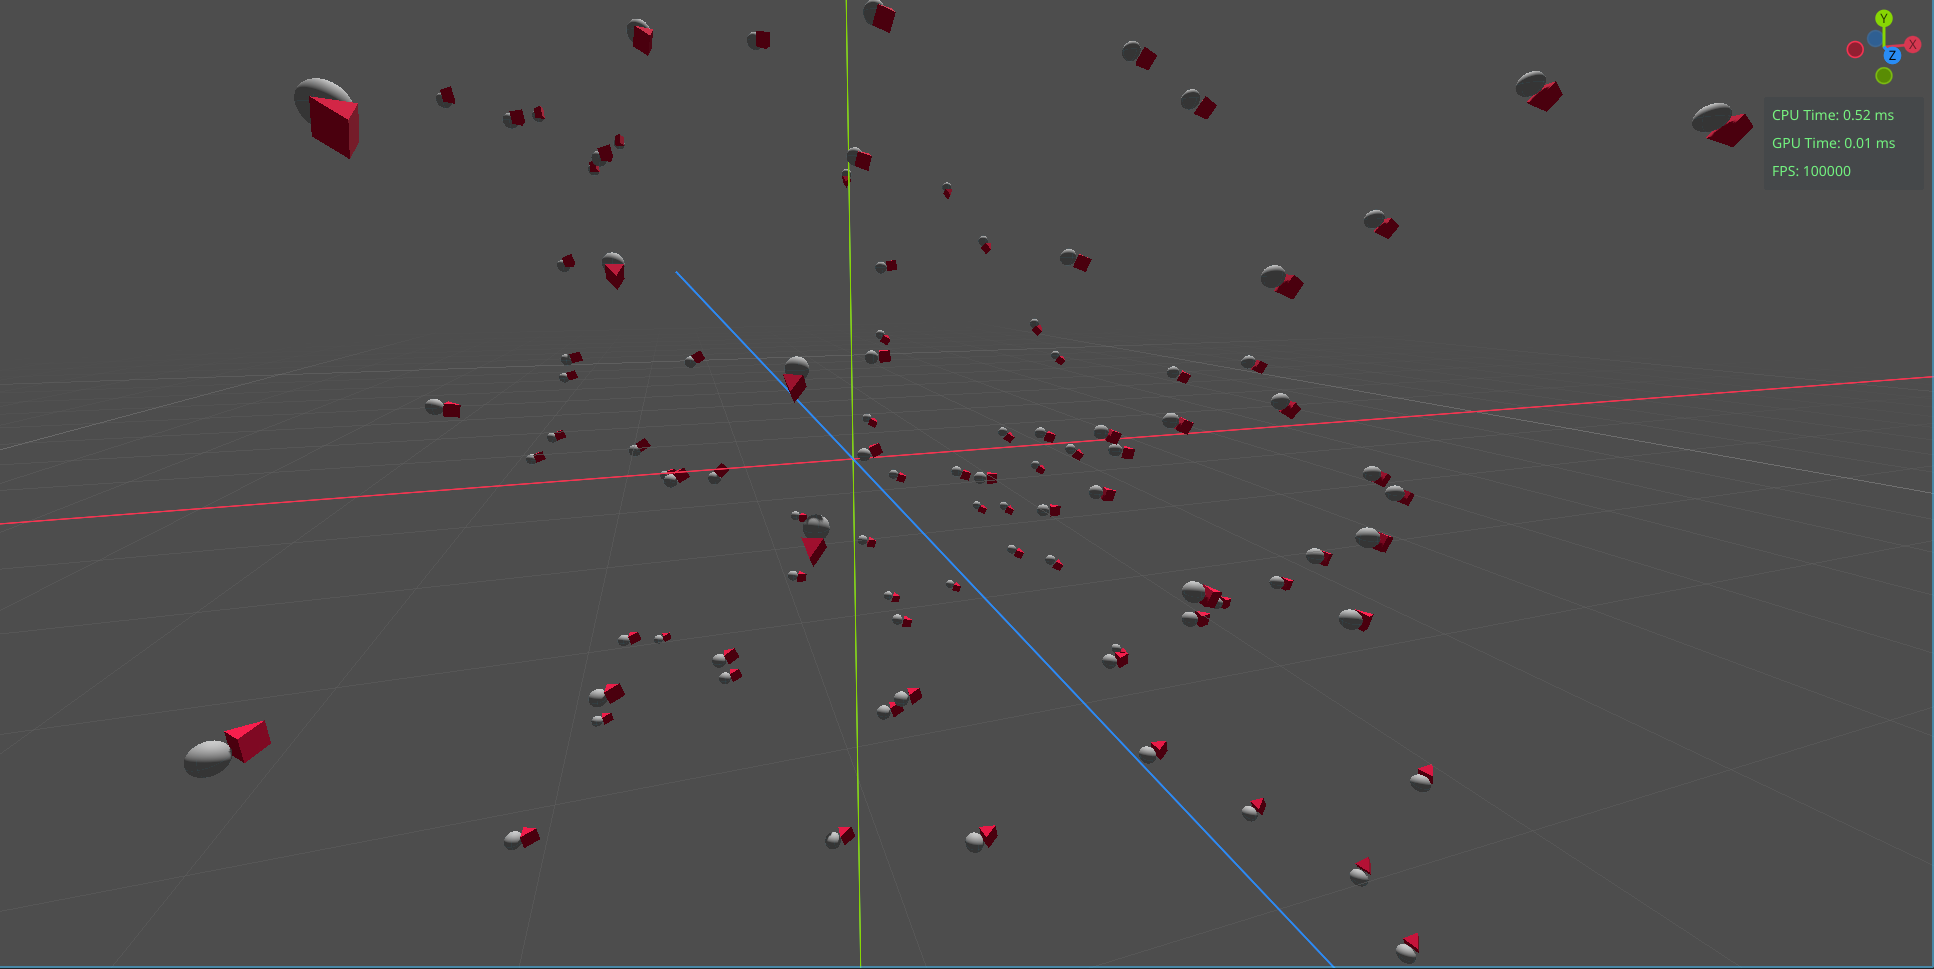 Y
X
Z
CPU Time: 0.52 ms
GPU Time: 0.01 ms
FPS: 100000